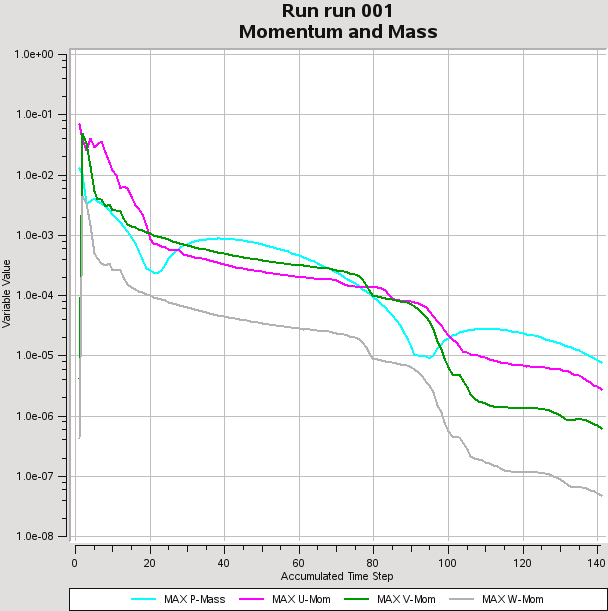 Run run 001
Momentum and Mass
1.0e+00
1.0e-01
1.0e-02
1.0e-03
1.0e-04
1.0e-05
1.0e-06
1.0e-07
1.0e-08
Variable Value
0 20 40 60 80 100 120 140
Accumulated Time Step
MAX P-Mass MAX U-Mom MAX V-Mom MAX W-Mom